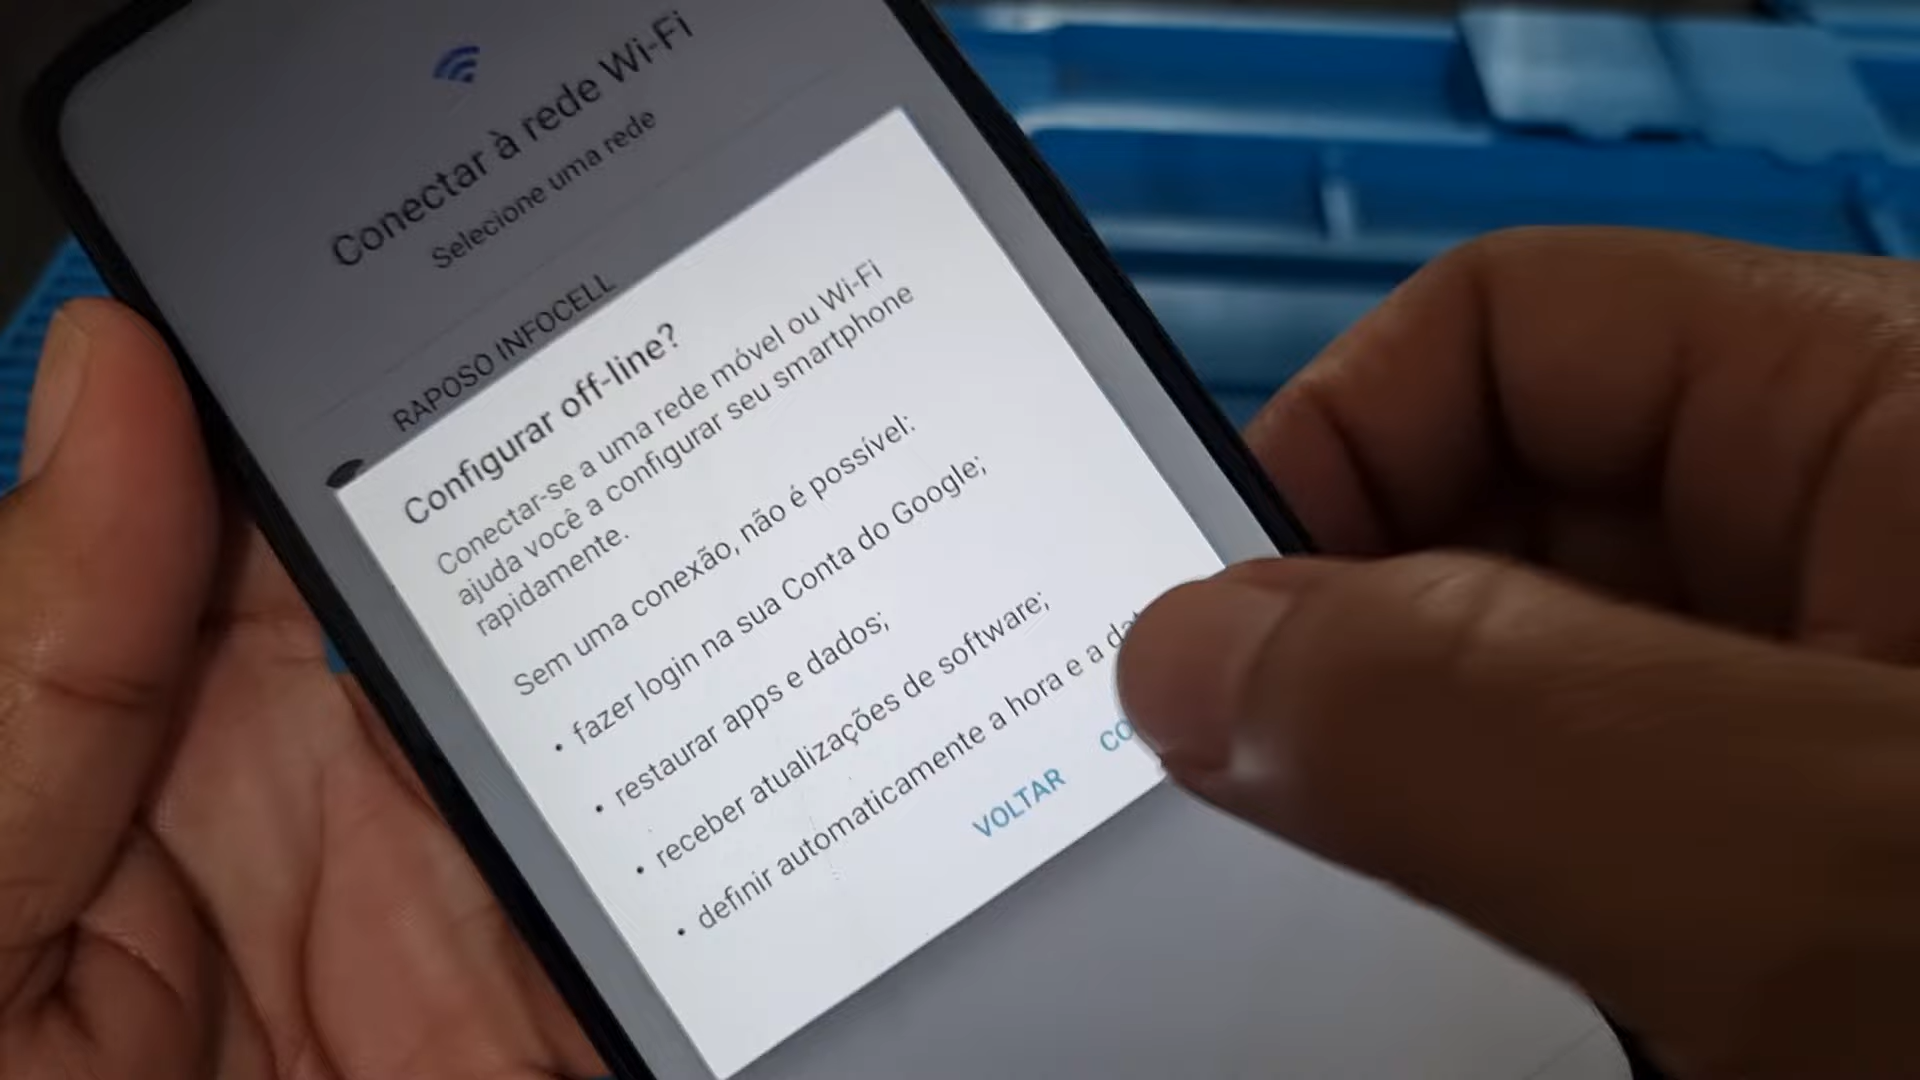 Conectar à rede Wi-Fi
Selecione uma rede
RAPOSO INFOCELL
Configurar off-line?
Conectar-se a uma rede móvel ou Wi-Fi
ajuda você a configurar seu smartphone
rapidamente.
Sem uma conexão, não é possível:
• fazer login na sua Conta do Google;
• restaurar apps e dados;
• receber atualizações de software;
• definir automaticamente a hora e a
VOLTAR